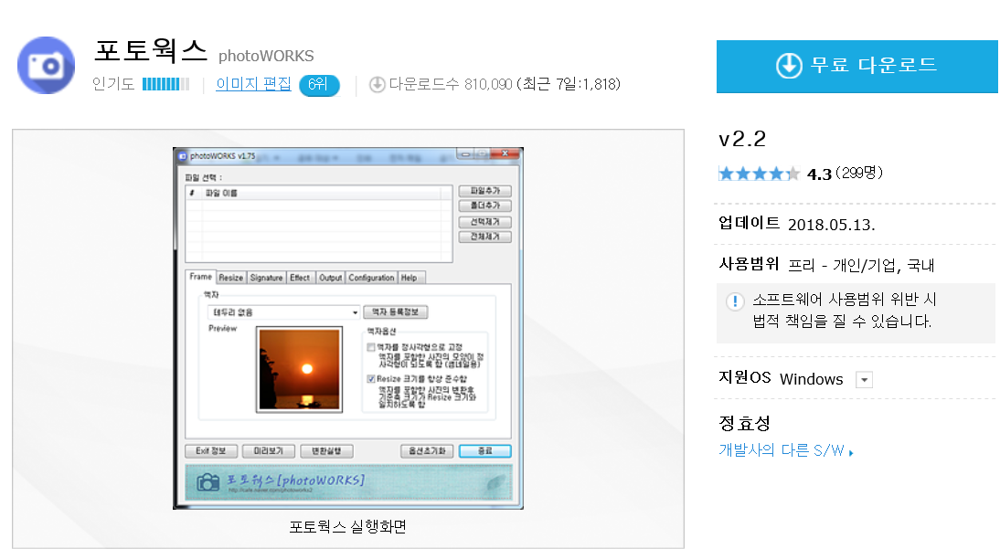 포토웍스 photoWORKS
인기도 이미지 편집 6위 다운로드수 810,090 (최근 7일:1,818)
무료 다운로드
photoWORKS v1.75
파일 선택 :
# 파일 이름
파일추가
폴더추가
선택제거
전체제거
Frame Resize Signature Effect Output Configuration Help
액자
테두리 없음
액자 등록정보
Preview
액자옵션
액자를 정사각형으로 고정
액자를 포함한 사진의 모양이 정
사각형이 되도록 함 (썸네일용)
Resize 크기를 항상 준수함
액자를 포함한 사진의 변환후
기준축 크기가 Resize 크기와
일치하도록 함
Exif 정보 미리보기 변환실행 옵션초기화 종료
포토웍스[photoWORKS]
http://cafe.naver.com/photoworks2
포토웍스 실행화면
v2.2
4.3 (299명)
업데이트 2018.05.13.
사용범위 프리 - 개인/기업, 국내
! 소프트웨어 사용범위 위반 시
법적 책임을 질 수 있습니다.
지원OS Windows
정효성
개발사의 다른 S/W